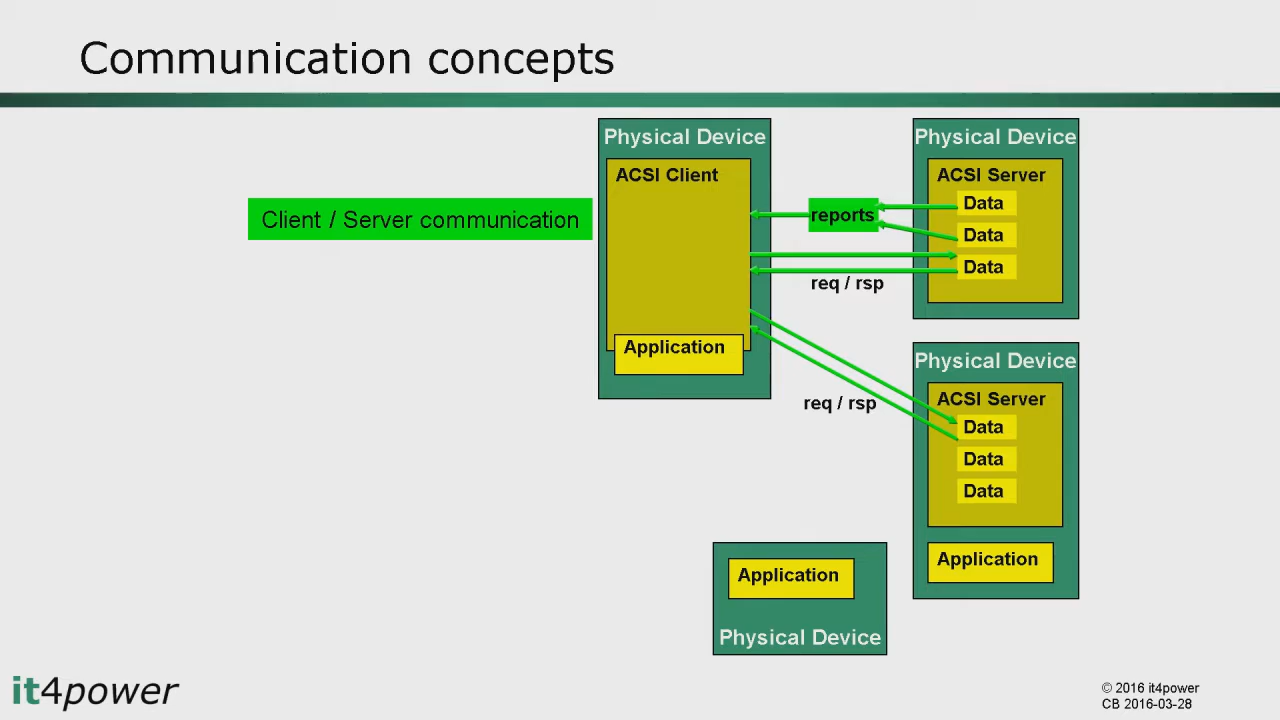 Communication concepts
Client / Server communication
Physical Device
ACSI Client
Application
reports
req / rsp
req / rsp
Physical Device
ACSI Server
Data
Data
Data
Physical Device
ACSI Server
Data
Data
Data
Application
Application
Physical Device
it4power
© 2016 it4power
CB 2016-03-28